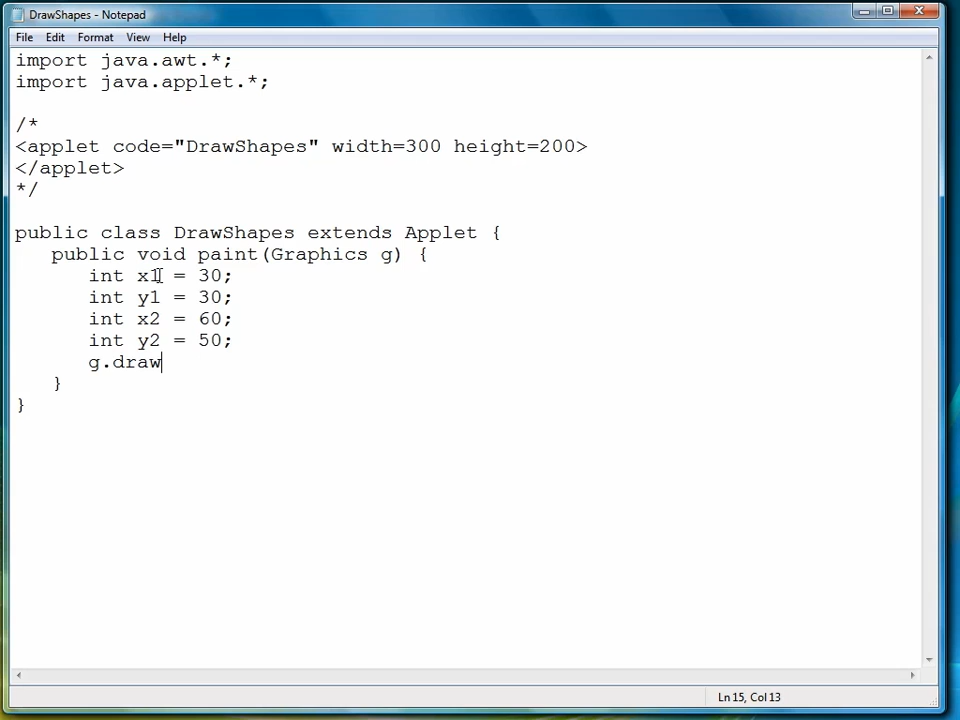 DrawShapes - Notepad
File Edit Format View Help
import java.awt.*;
import java.applet.*;
/*
<applet code="DrawShapes" width=300 height=200>
</applet>
*/
public class DrawShapes extends Applet {
public void paint(Graphics g) {
int x1 = 30;
int y1 = 30;
int x2 = 60;
int y2 = 50;
g.draw
}
}
Ln 15, Col 13